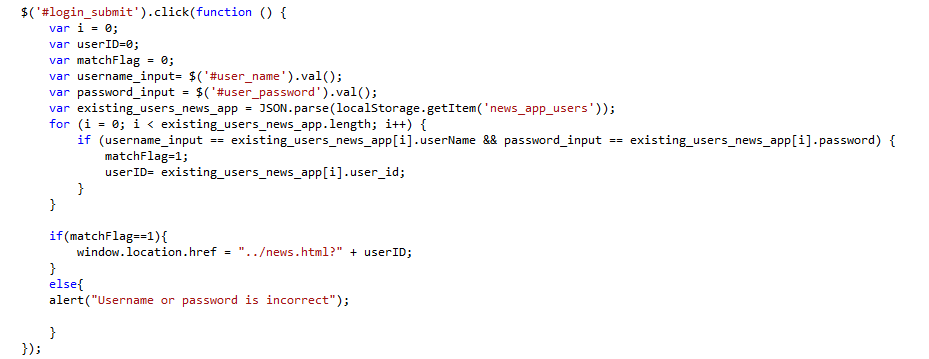 $('#login_submit').click(function () {
    var i = 0;
    var userID=0;
    var matchFlag = 0;
    var username_input= $('#user_name').val();
    var password_input = $('#user_password').val();
    var existing_users_news_app = JSON.parse(localStorage.getItem('news_app_users'));
    for (i = 0; i < existing_users_news_app.length; i++) {
        if (username_input == existing_users_news_app[i].userName && password_input == existing_users_news_app[i].password) {
            matchFlag=1;
            userID= existing_users_news_app[i].user_id;
        }
    }

    if(matchFlag==1){
        window.location.href = "../news.html?" + userID;
    }
    else{
    alert("Username or password is incorrect");

    }
});